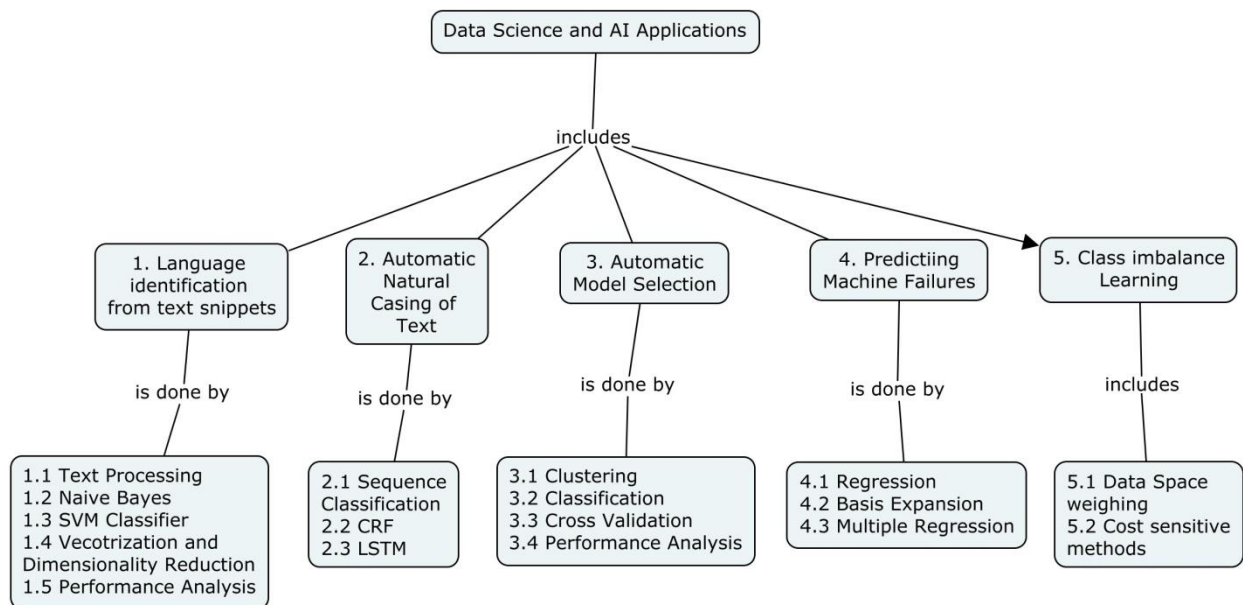 Data Science and AI Applications
includes
1. Language
identification
from text snippets
2. Automatic
Natural
Casing of
Text
3. Automatic
Model Selection
4. Predictiing
Machine Failures
5. Class imbalance
Learning
is done by
is done by
is done by
is done by
includes
1.1 Text Processing
1.2 Naive Bayes
1.3 SVM Classifier
1.4 Vecotrization and
Dimensionality Reduction
1.5 Performance Analysis
2.1 Sequence
Classification
2.2 CRF
2.3 LSTM
3.1 Clustering
3.2 Classification
3.3 Cross Validation
3.4 Performance Analysis
4.1 Regression
4.2 Basis Expansion
4.3 Multiple Regression
5.1 Data Space
weighing
5.2 Cost sensitive
methods